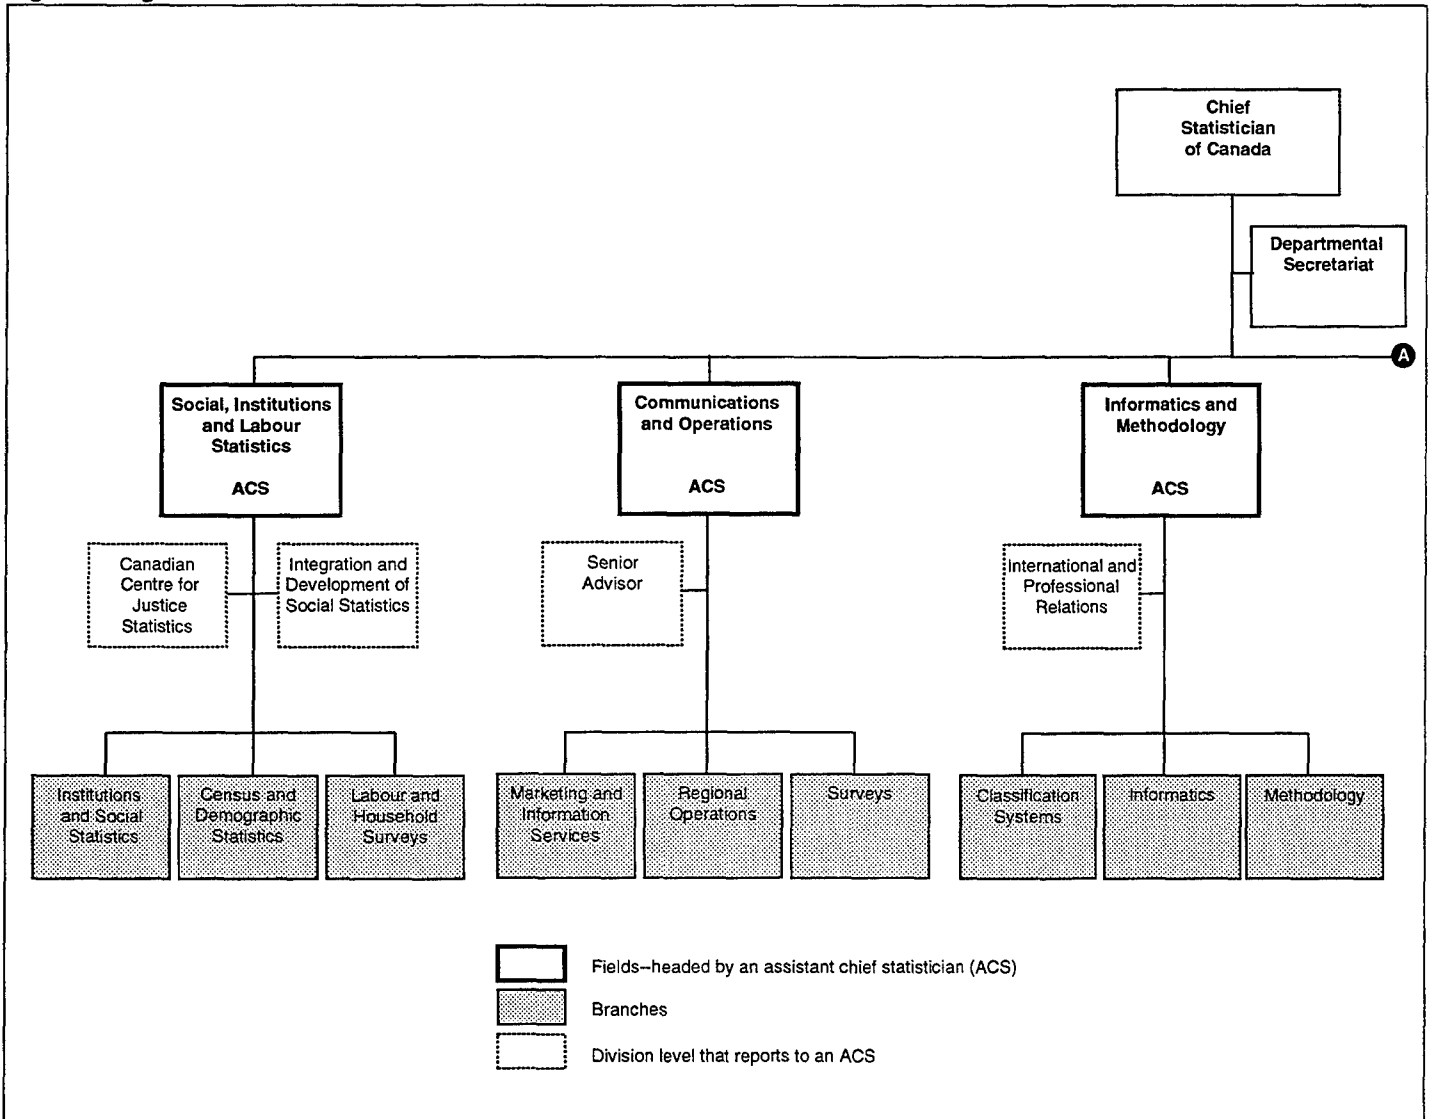 Chief
Statistician
of Canada
Departmental
Secretariat
A
Social, Institutions
and Labour
Statistics
ACS
Communications
and Operations
ACS
Informatics and
Methodology
ACS
Canadian
Centre for
Justice
Statistics
Integration and
Development of
Social Statistics
Senior
Advisor
International and
Professional
Relations
Institutions
and Social
Statistics
Census and
Demographic
Statistics
Labour and
Household
Surveys
Marketing and
Information
Services
Regional
Operations
Surveys
Classification
Systems
Informatics
Methodology
Fields--headed by an assistant chief statistician (ACS)
Branches
Division level that reports to an ACS